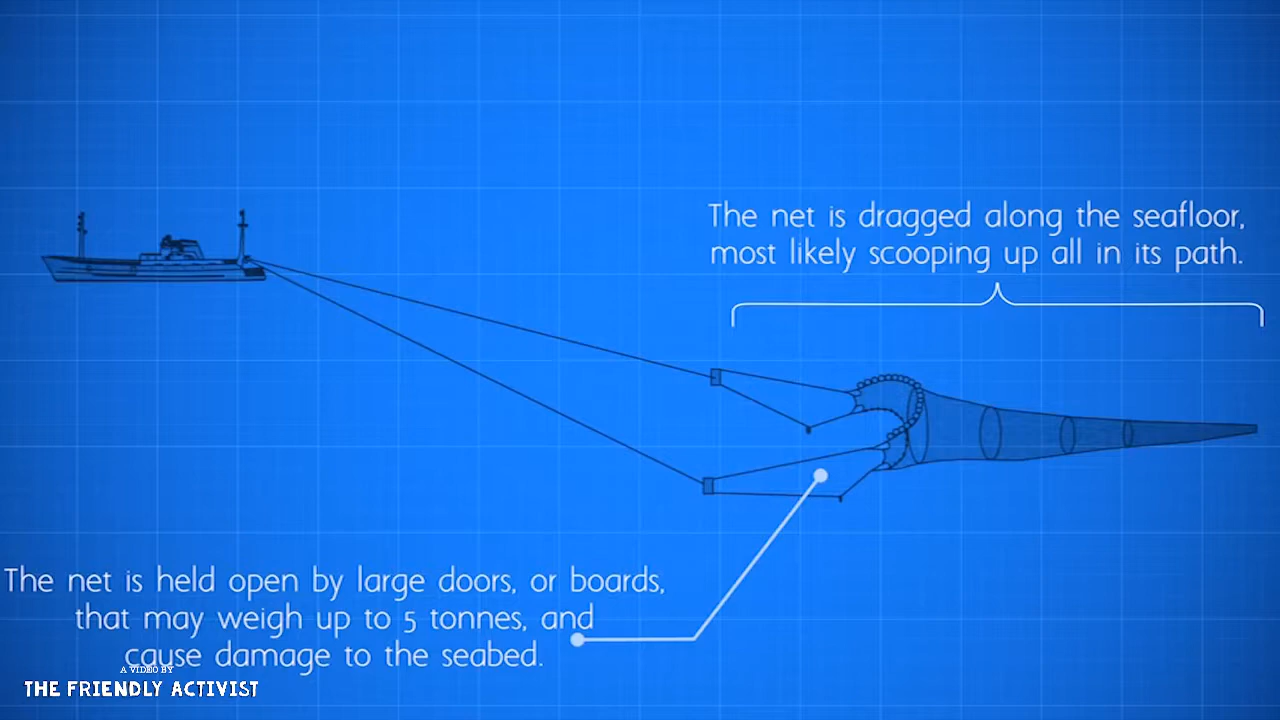 The net is dragged along the seafloor,
most likely scooping up all in its path.
The net is held open by large doors, or boards,
that may weigh up to 5 tonnes, and
cause damage to the seabed.
A VIDEO BY
THE FRIENDLY ACTIVIST